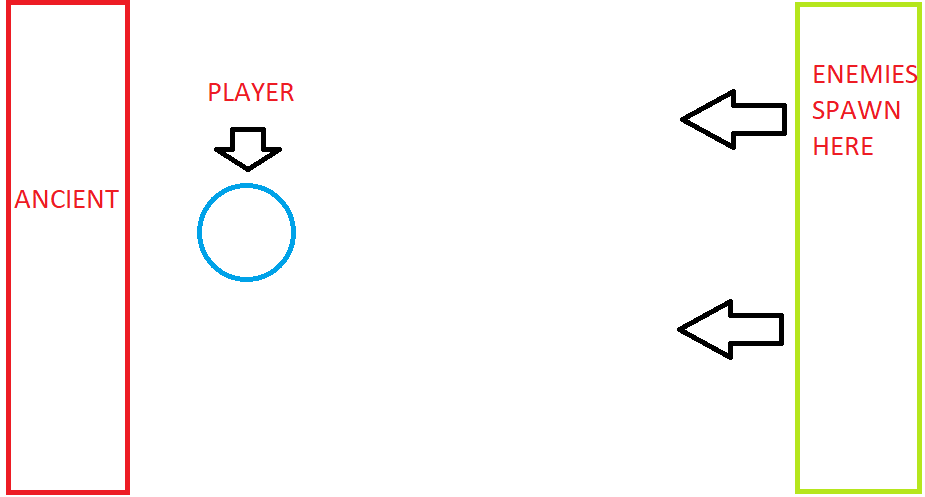 ANCIENT
PLAYER
ENEMIES
SPAWN
HERE